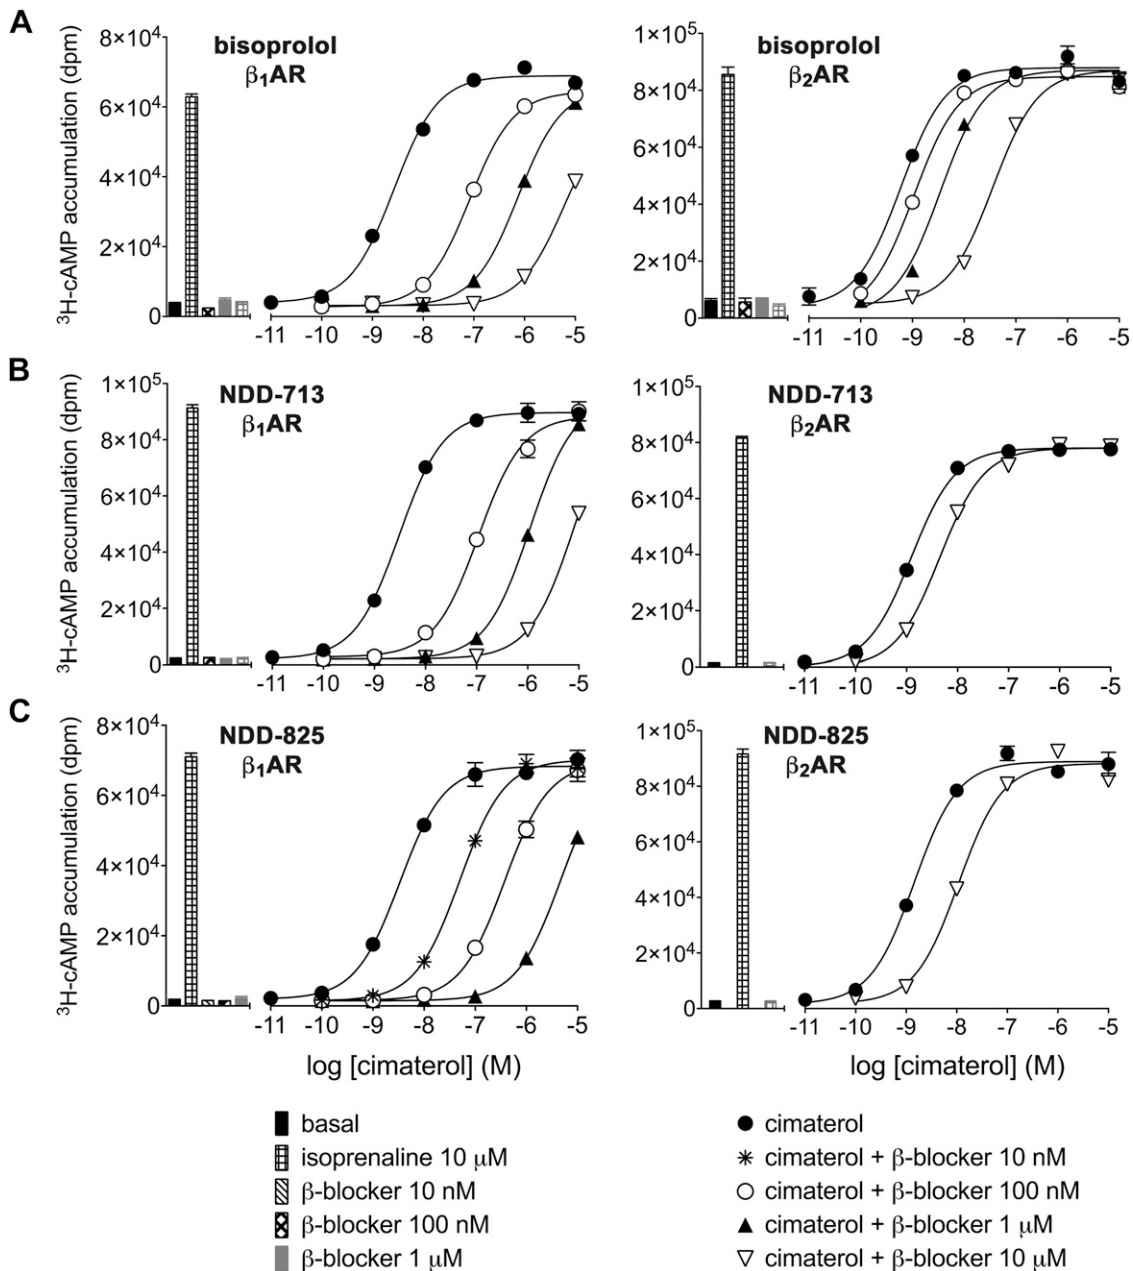 A
bisoprolol
β₁AR
³H-cAMP accumulation (dpm)
8×10⁴
6×10⁴
4×10⁴
2×10⁴
0
-11 -10 -9 -8 -7 -6 -5
bisoprolol
β₂AR
1×10⁵
8×10⁴
6×10⁴
4×10⁴
2×10⁴
0
-11 -10 -9 -8 -7 -6 -5
B
NDD-713
β₁AR
³H-cAMP accumulation (dpm)
1×10⁵
8×10⁴
6×10⁴
4×10⁴
2×10⁴
0
-11 -10 -9 -8 -7 -6 -5
NDD-713
β₂AR
1×10⁵
8×10⁴
6×10⁴
4×10⁴
2×10⁴
0
-11 -10 -9 -8 -7 -6 -5
C
NDD-825
β₁AR
³H-cAMP accumulation (dpm)
8×10⁴
6×10⁴
4×10⁴
2×10⁴
0
-11 -10 -9 -8 -7 -6 -5
log [cimaterol] (M)
NDD-825
β₂AR
1×10⁵
8×10⁴
6×10⁴
4×10⁴
2×10⁴
0
-11 -10 -9 -8 -7 -6 -5
log [cimaterol] (M)
basal
isoprenaline 10 μM
β-blocker 10 nM
β-blocker 100 nM
β-blocker 1 μM
cimaterol
cimaterol + β-blocker 10 nM
cimaterol + β-blocker 100 nM
cimaterol + β-blocker 1 μM
cimaterol + β-blocker 10 μM